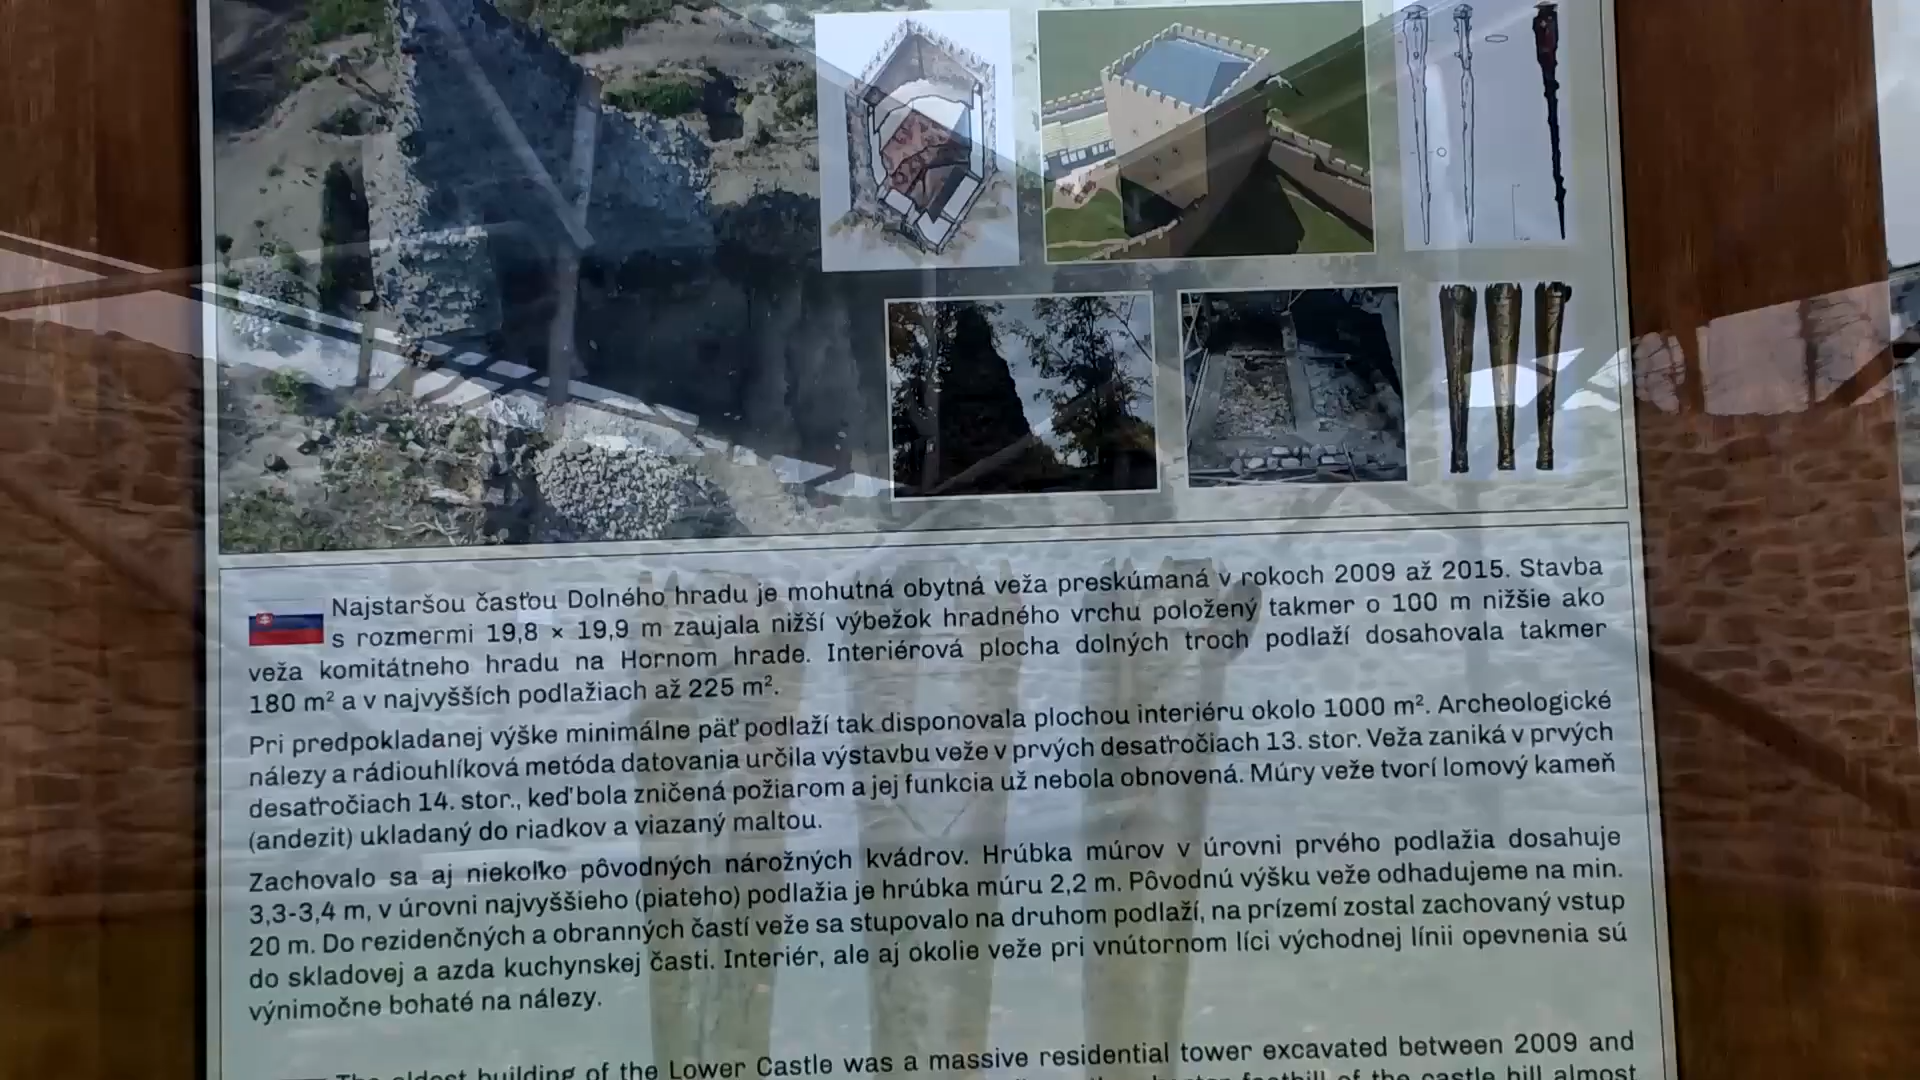 Najstaršou časťou Dolného hradu je mohutná obytná veža preskúmaná v rokoch 2009 až 2015. Stavba
s rozmermi 19,8 × 19,9 m zaujala nižší výbežok hradného vrchu položený takmer o 100 m nižšie ako
veža komitátneho hradu na Hornom hrade. Interiérová plocha dolných troch podlaží dosahovala takmer
180 m² a v najvyšších podlažiach až 225 m².
Pri predpokladanej výške minimálne päť podlaží tak disponovala plochou interiéru okolo 1000 m². Archeologické
nálezy a rádiouhlíková metóda datovania určila výstavbu veže v prvých desaťročiach 13. stor. Veža zaniká v prvých
desaťročiach 14. stor., keď bola zničená požiarom a jej funkcia už nebola obnovená. Múry veže tvorí lomový kameň
(andezit) ukladaný do riadkov a viazaný maltou.
Zachovalo sa aj niekoľko pôvodných nárožných kvádrov. Hrúbka múrov v úrovni prvého podlažia dosahuje
3,3-3,4 m, v úrovni najvyššieho (piateho) podlažia je hrúbka múru 2,2 m. Pôvodnú výšku veže odhadujeme na min.
20 m. Do rezidenčných a obranných častí veže sa stupovalo na druhom podlaží, na prízemí zostal zachovaný vstup
do skladovej a azda kuchynskej časti. Interiér, ale aj okolie veže pri vnútornom líci východnej línii opevnenia sú
výnimočne bohaté na nálezy.
The oldest building of the Lower Castle was a massive residential tower excavated between 2009 and
foothill of the castle hill almost